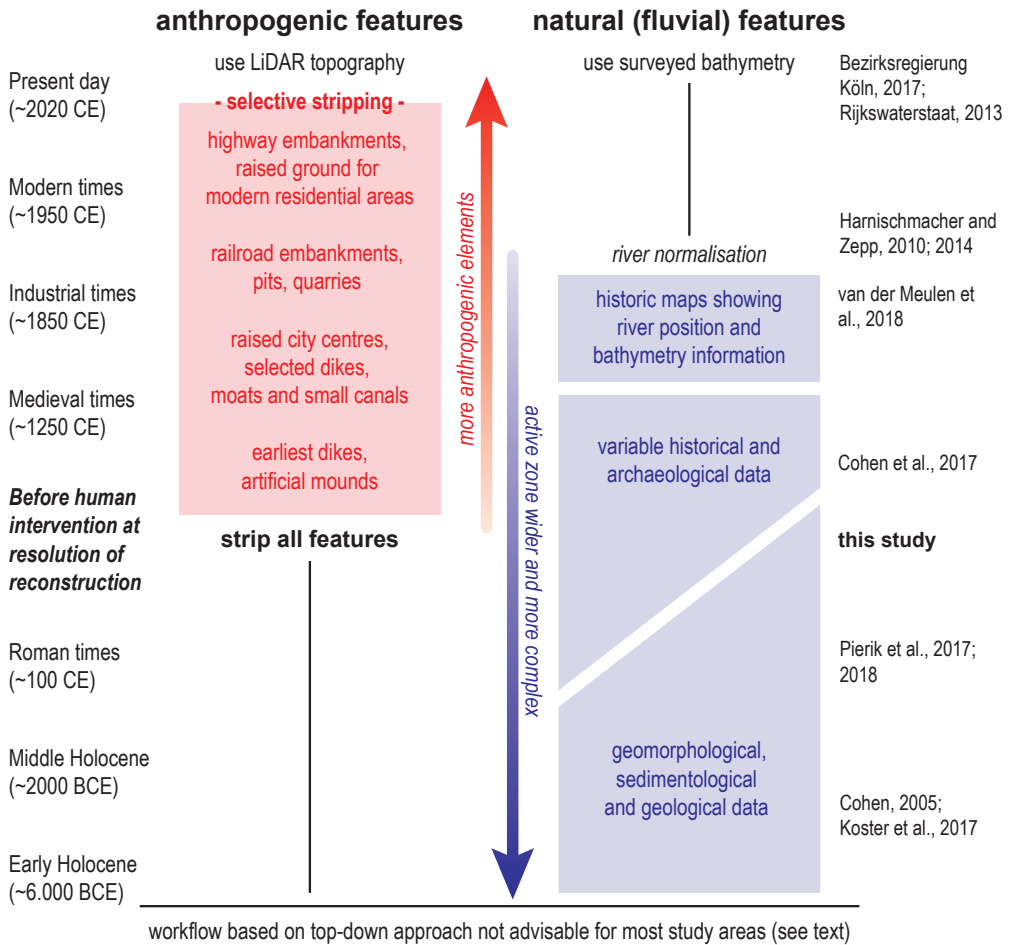 anthropogenic features
natural (fluvial) features
use LiDAR topography
use surveyed bathymetry
Present day
(~2020 CE)
Modern times
(~1950 CE)
Industrial times
(~1850 CE)
Medieval times
(~1250 CE)
Before human
intervention at
resolution of
reconstruction
Roman times
(~100 CE)
Middle Holocene
(~2000 BCE)
Early Holocene
(~6.000 BCE)
- selective stripping -
highway embankments,
raised ground for
modern residential areas
railroad embankments,
pits, quarries
raised city centres,
selected dikes,
moats and small canals
earliest dikes,
artificial mounds
strip all features
more anthropogenic elements
active zone wider and more complex
river normalisation
historic maps showing
river position and
bathymetry information
variable historical and
archaeological data
geomorphological,
sedimentological
and geological data
Bezirksregierung
Köln, 2017;
Rijkswaterstaat, 2013
Harnischmacher and
Zepp, 2010; 2014
van der Meulen et
al., 2018
Cohen et al., 2017
this study
Pierik et al., 2017;
2018
Cohen, 2005;
Koster et al., 2017
workflow based on top-down approach not advisable for most study areas (see text)